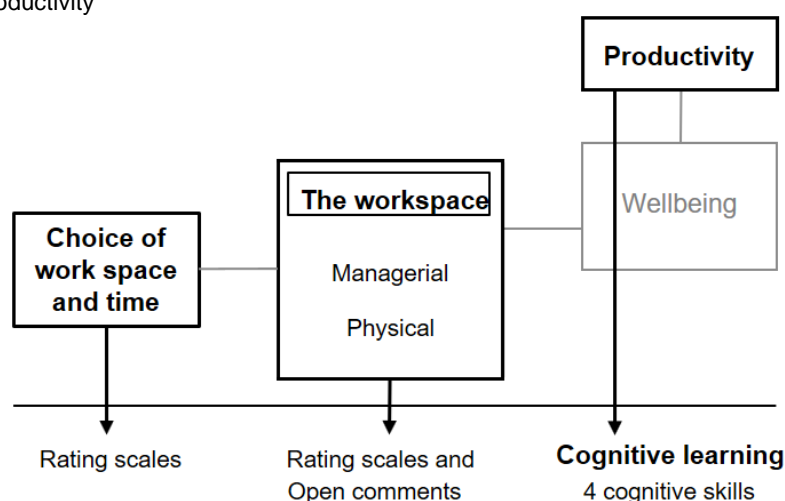 Productivity
The workspace
Wellbeing
Choice of
work space
and time
Managerial
Physical
Rating scales
Rating scales and
Open comments
Cognitive learning
4 cognitive skills